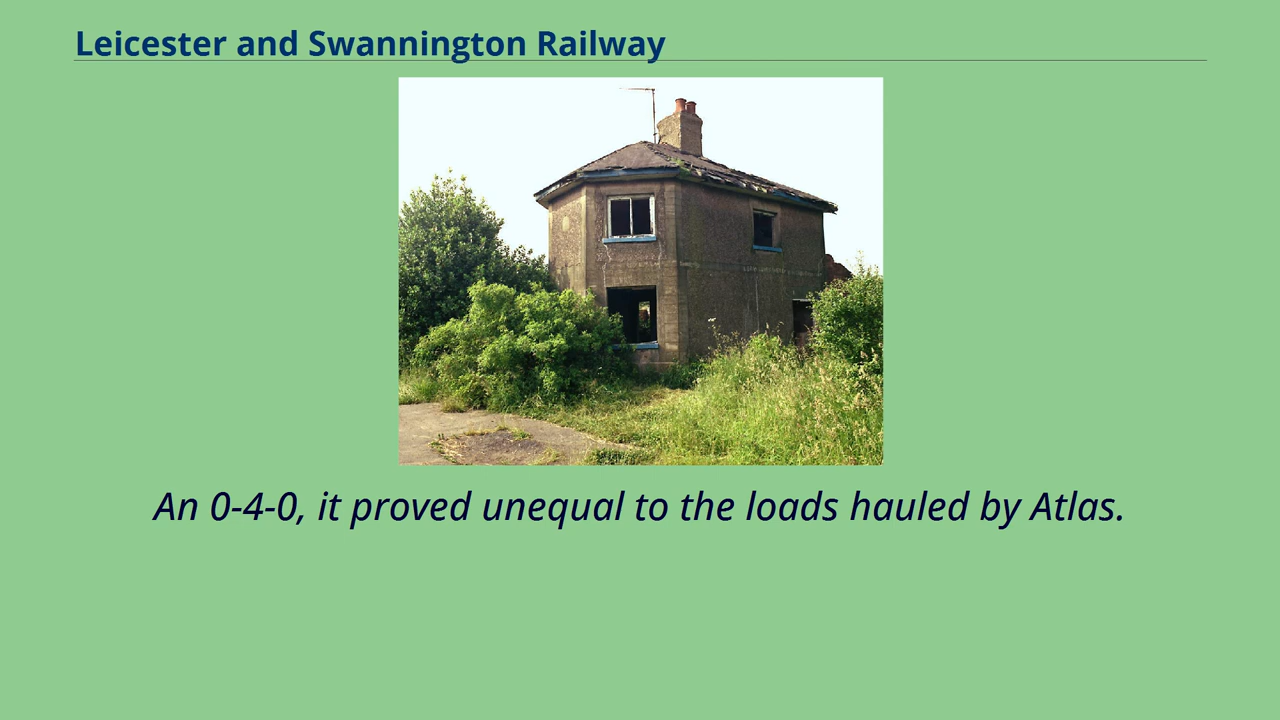 Leicester and Swannington Railway
An 0-4-0, it proved unequal to the loads hauled by Atlas.